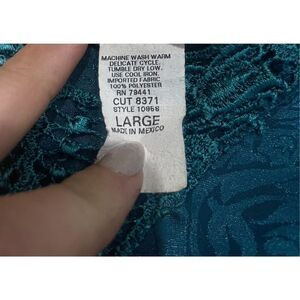 MACHINE WASH WARM
DELICATE CYCLE.
TUMBLE DRY LOW.
USE COOL IRON.
IMPORTED FABRIC
100% POLYESTER
RN 79441
CUT 8371
STYLE 10958
LARGE
MADE IN MEXICO